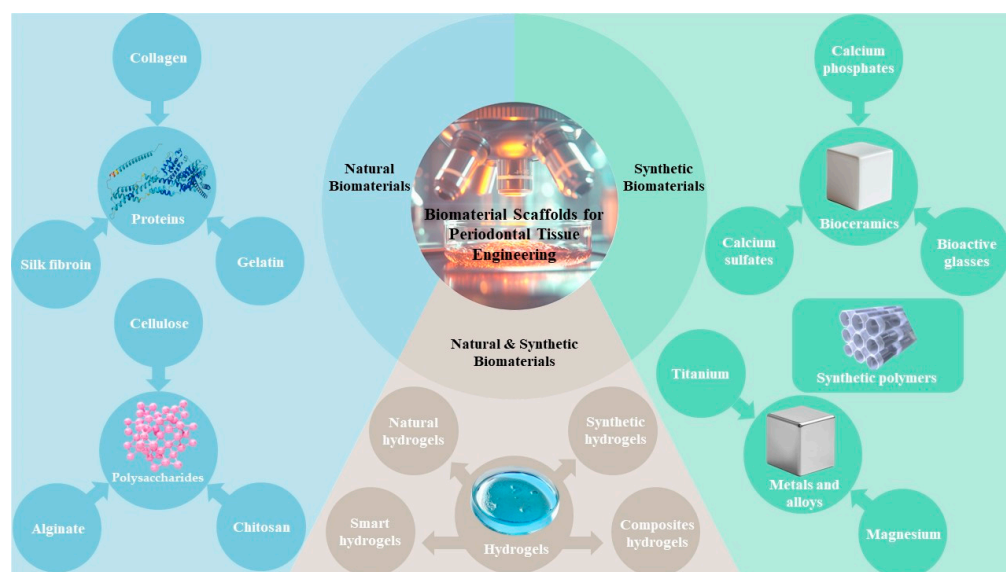 Collagen
Proteins
Silk fibroin
Gelatin
Cellulose
Polysaccharides
Alginate
Chitosan
Natural
Biomaterials
Biomaterial Scaffolds for
Periodontal Tissue
Engineering
Synthetic
Biomaterials
Natural & Synthetic
Biomaterials
Natural
hydrogels
Synthetic
hydrogels
Smart
hydrogels
Hydrogels
Composites
hydrogels
Calcium
phosphates
Bioceramics
Calcium
sulfates
Bioactive
glasses
Synthetic polymers
Titanium
Metals and
alloys
Magnesium